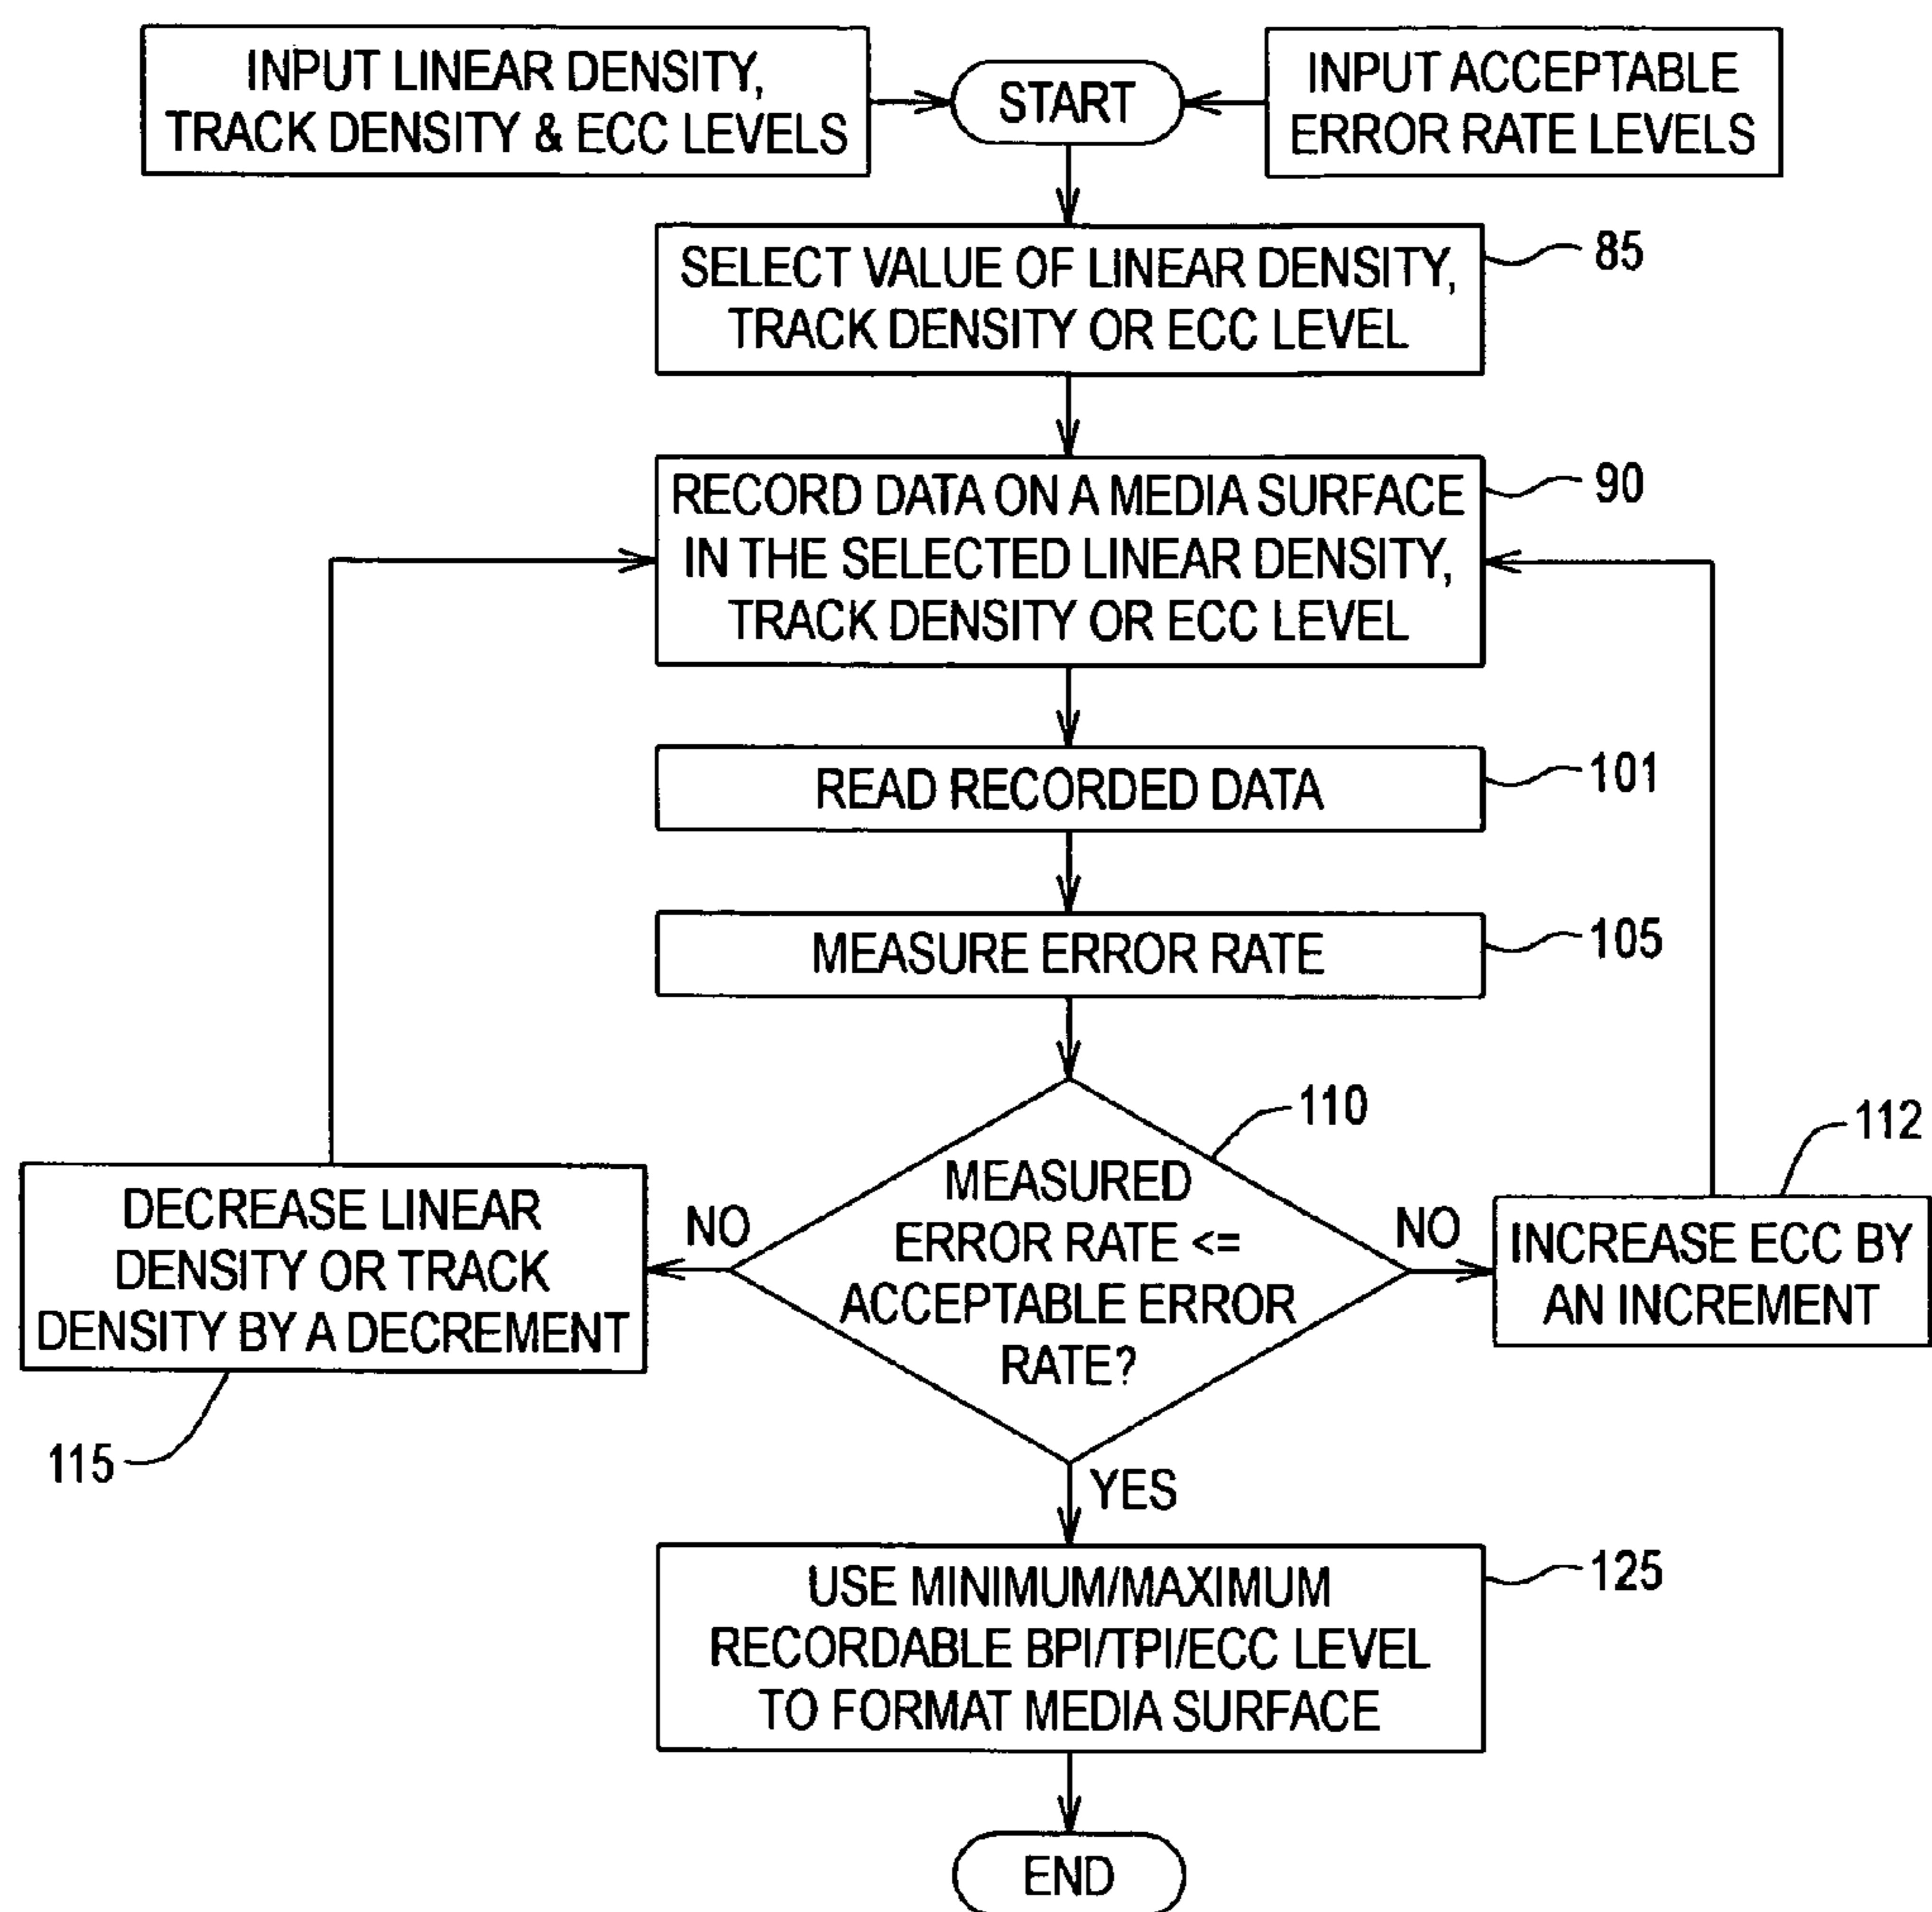 INPUT LINEAR DENSITY,
TRACK DENSITY & ECC LEVELS
START
INPUT ACCEPTABLE
ERROR RATE LEVELS
SELECT VALUE OF LINEAR DENSITY,
TRACK DENSITY OR ECC LEVEL
85
RECORD DATA ON A MEDIA SURFACE
IN THE SELECTED LINEAR DENSITY,
TRACK DENSITY OR ECC LEVEL
90
READ RECORDED DATA
101
MEASURE ERROR RATE
105
MEASURED
ERROR RATE <=
ACCEPTABLE ERROR
RATE?
110
NO
DECREASE LINEAR
DENSITY OR TRACK
DENSITY BY A DECREMENT
115
NO
INCREASE ECC BY
AN INCREMENT
112
YES
USE MINIMUM/MAXIMUM
RECORDABLE BPI/TPI/ECC LEVEL
TO FORMAT MEDIA SURFACE
125
END